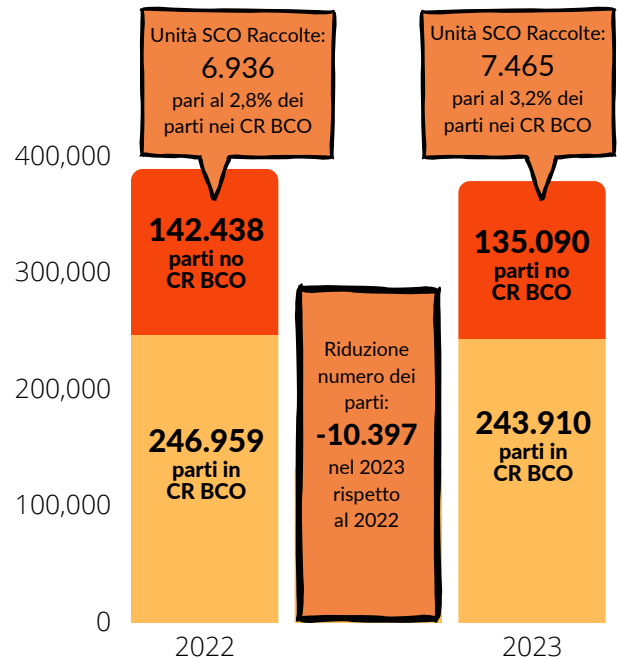 Unità SCO Raccolte:
6.936
pari al 2,8% dei
parti nei CR BCO
Unità SCO Raccolte:
7.465
pari al 3,2% dei
parti nei CR BCO
400,000
300,000
200,000
100,000
0
142.438
parti no
CR BCO
246.959
parti in
CR BCO
Riduzione
numero dei
parti:
-10.397
nel 2023
rispetto
al 2022
135.090
parti no
CR BCO
243.910
parti in
CR BCO
2022
2023